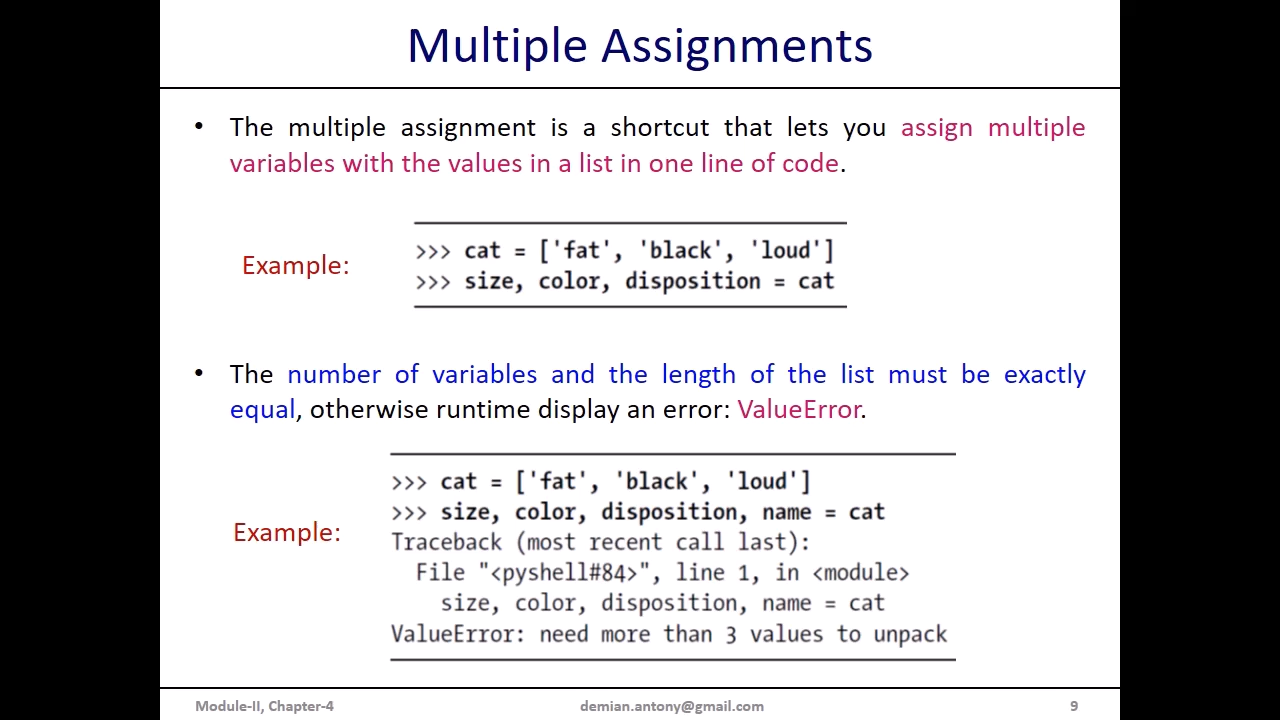 Multiple Assignments
• The multiple assignment is a shortcut that lets you assign multiple
variables with the values in a list in one line of code.
Example:
>>> cat = ['fat', 'black', 'loud']
>>> size, color, disposition = cat
• The number of variables and the length of the list must be exactly
equal, otherwise runtime display an error: ValueError.
Example:
>>> cat = ['fat', 'black', 'loud']
>>> size, color, disposition, name = cat
Traceback (most recent call last):
File "<pyshell#84>", line 1, in <module>
size, color, disposition, name = cat
ValueError: need more than 3 values to unpack
Module-II, Chapter-4
demian.antony@gmail.com
9